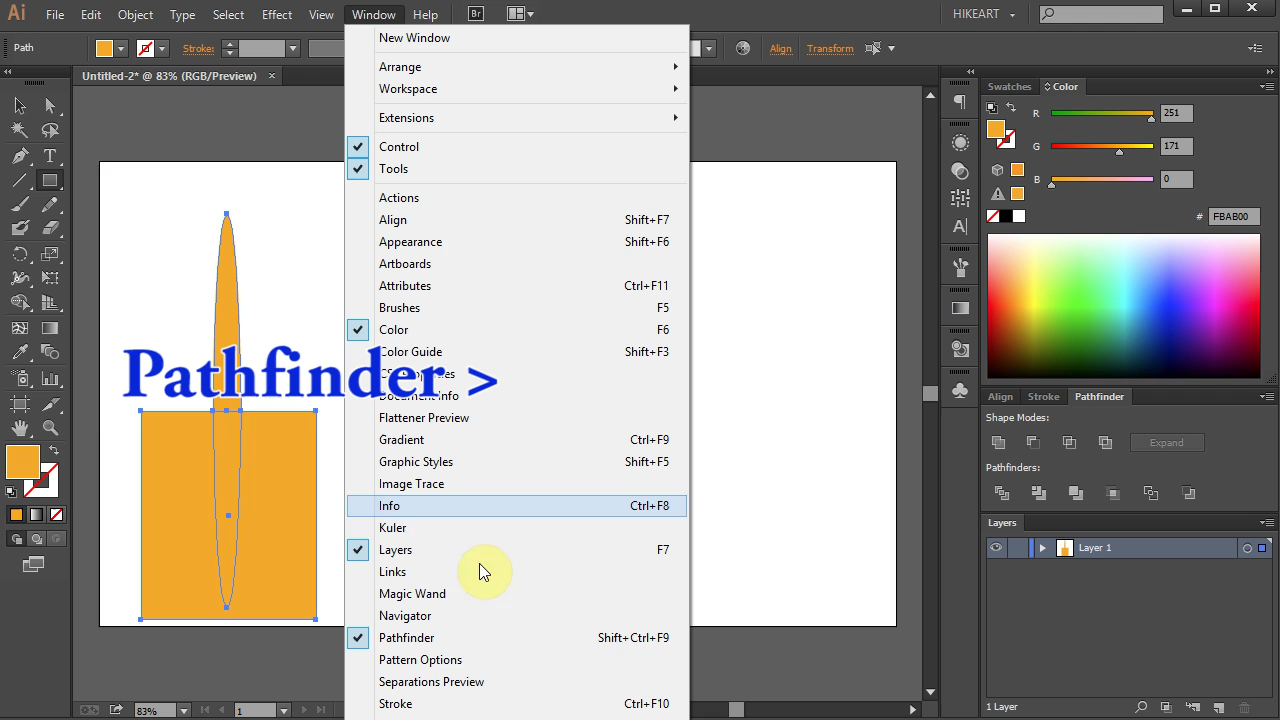 Ai File Edit Object Type Select Effect View Window Help Br HIKEART
Path Stroke: Align Transform
Untitled-2* @ 83% (RGB/Preview) ×
New Window
Arrange
Workspace
Extensions
Control
Tools
Actions
Align Shift+F7
Appearance Shift+F6
Artboards
Attributes Ctrl+F11
Brushes F5
Color F6
Color Guide Shift+F3
Document Info
Flattener Preview
Gradient Ctrl+F9
Graphic Styles Shift+F5
Image Trace
Info Ctrl+F8
Kuler
Layers F7
Links
Magic Wand
Navigator
Pathfinder Shift+Ctrl+F9
Pattern Options
Separations Preview
Stroke Ctrl+F10
Pathfinder >
Swatches Color
R 251
G 171
B 0
# FBAB00
Align Stroke Pathfinder
Shape Modes:
Expand
Pathfinders:
Layers
Layer 1
1 Layer
83% 1